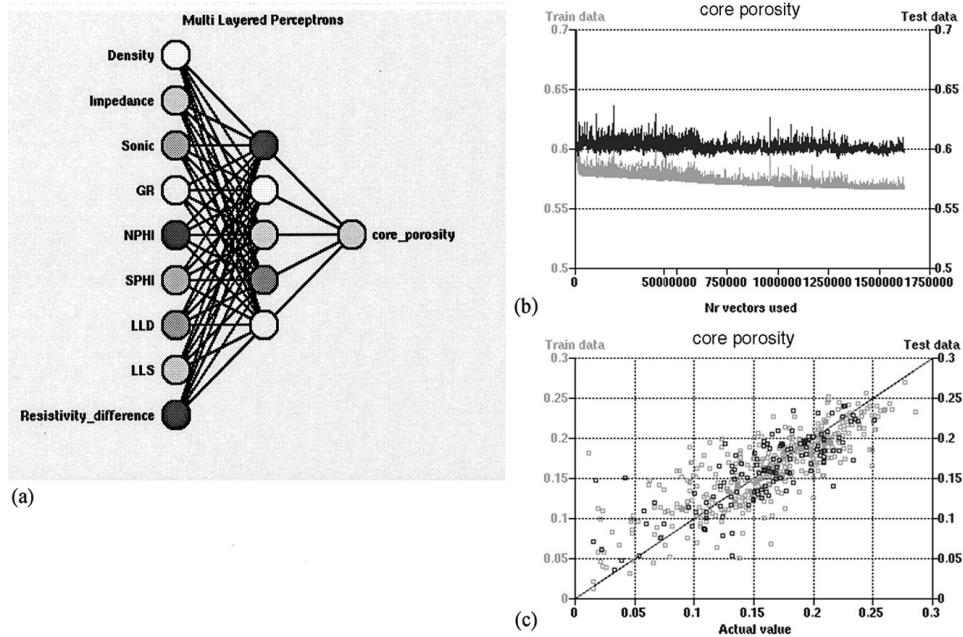 Multi Layered Perceptrons
Density
Impedance
Sonic
GR
NPHI
SPHI
LLD
LLS
Resistivity_difference
core_porosity
(a)
core porosity
Train data
Test data
0.7
0.7
0.65
0.65
0.6
0.6
0.55
0.55
0.5
0.5
0
50000000
750000
1000000
1250000
1500000
1750000
Nr vectors used
(b)
core porosity
Train data
Test data
0.3
0.3
0.25
0.25
0.2
0.2
0.15
0.15
0.1
0.1
0.05
0.05
0
0
0
0.05
0.1
0.15
0.2
0.25
0.3
Actual value
(c)